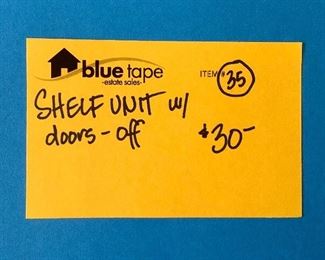 blue tape
-estate sales-
ITEM# 35
SHELF UNIT w/
doors - off $30-